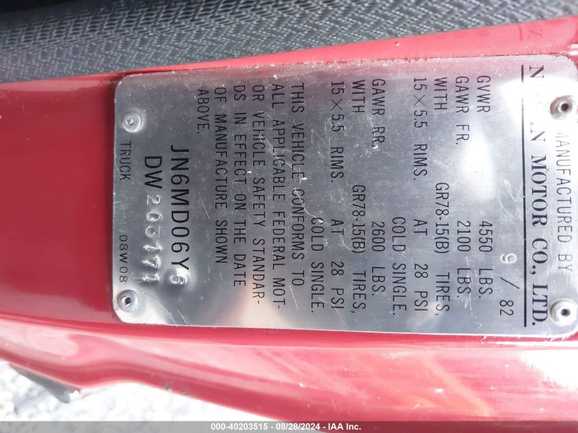 MANUFACTURED BY
MOTOR CO., LTD.
9 / 82
GVWR 4550 LBS.
GAWR FR. 2100 LBS.
WITH GR78-15(B) TIRES,
15×5.5 RIMS. AT 28 PSI
COLD SINGLE.
GAWR RR. 2600 LBS.
WITH GR78-15(B) TIRES,
15×5.5 RIMS. AT 28 PSI
COLD SINGLE.
THIS VEHICLE CONFORMS TO
ALL APPLICABLE FEDERAL MOT-
OR VEHICLE SAFETY STANDAR-
DS IN EFFECT ON THE DATE
OF MANUFACTURE SHOWN
ABOVE.
JN6MD06Y
DW203171
TRUCK 08W08
000-40203515 - 08/28/2024 - IAA Inc.